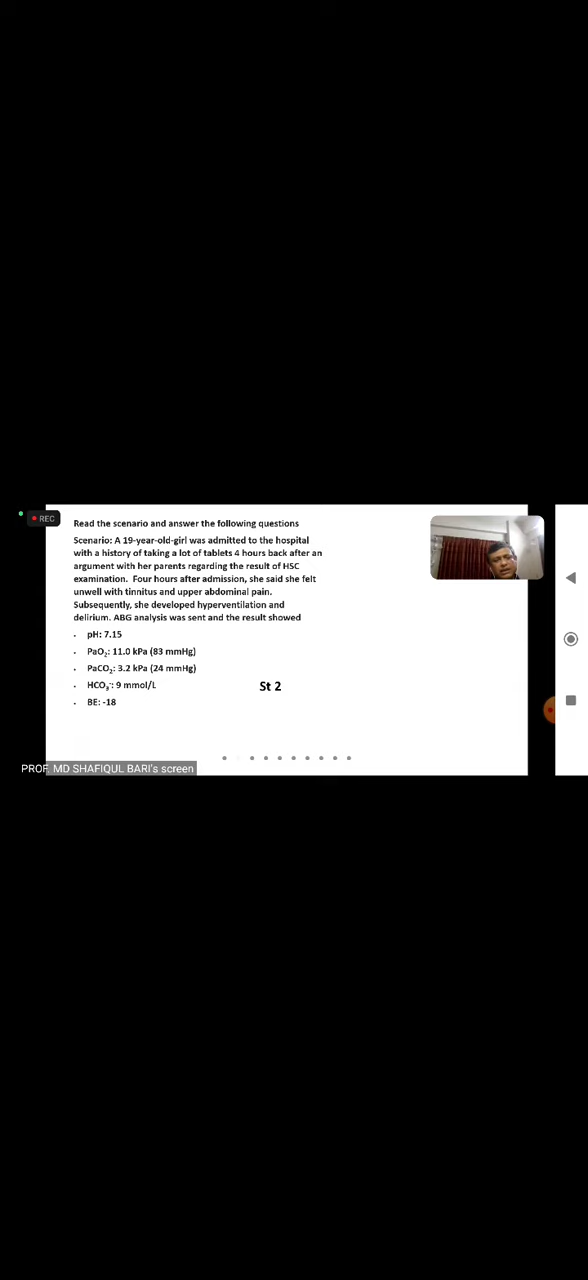 REC
Read the scenario and answer the following questions
Scenario: A 19-year-old-girl was admitted to the hospital
with a history of taking a lot of tablets 4 hours back after an
argument with her parents regarding the result of HSC
examination. Four hours after admission, she said she felt
unwell with tinnitus and upper abdominal pain.
Subsequently, she developed hyperventilation and
delirium. ABG analysis was sent and the result showed
• pH: 7.15
• PaO₂: 11.0 kPa (83 mmHg)
• PaCO₂: 3.2 kPa (24 mmHg)
• HCO₃⁻: 9 mmol/L
St 2
• BE: -18
PROF. MD SHAFIQUL BARI's screen